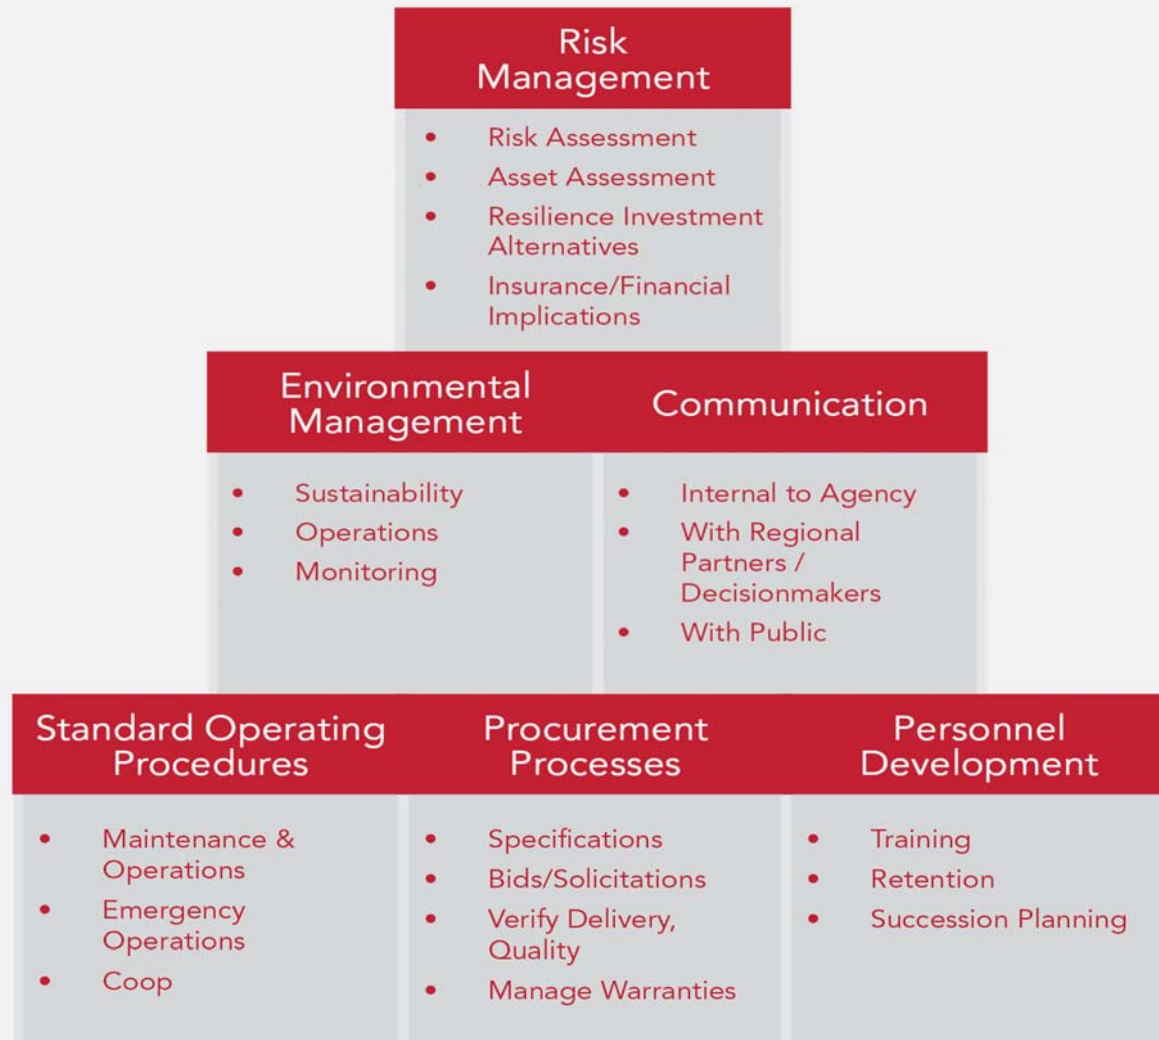 Risk
Management
• Risk Assessment
• Asset Assessment
• Resilience Investment
Alternatives
• Insurance/Financial
Implications
Environmental
Management
• Sustainability
• Operations
• Monitoring
Communication
• Internal to Agency
• With Regional
Partners /
Decisionmakers
• With Public
Standard Operating
Procedures
• Maintenance &
Operations
• Emergency
Operations
• Coop
Procurement
Processes
• Specifications
• Bids/Solicitations
• Verify Delivery,
Quality
• Manage Warranties
Personnel
Development
• Training
• Retention
• Succession Planning